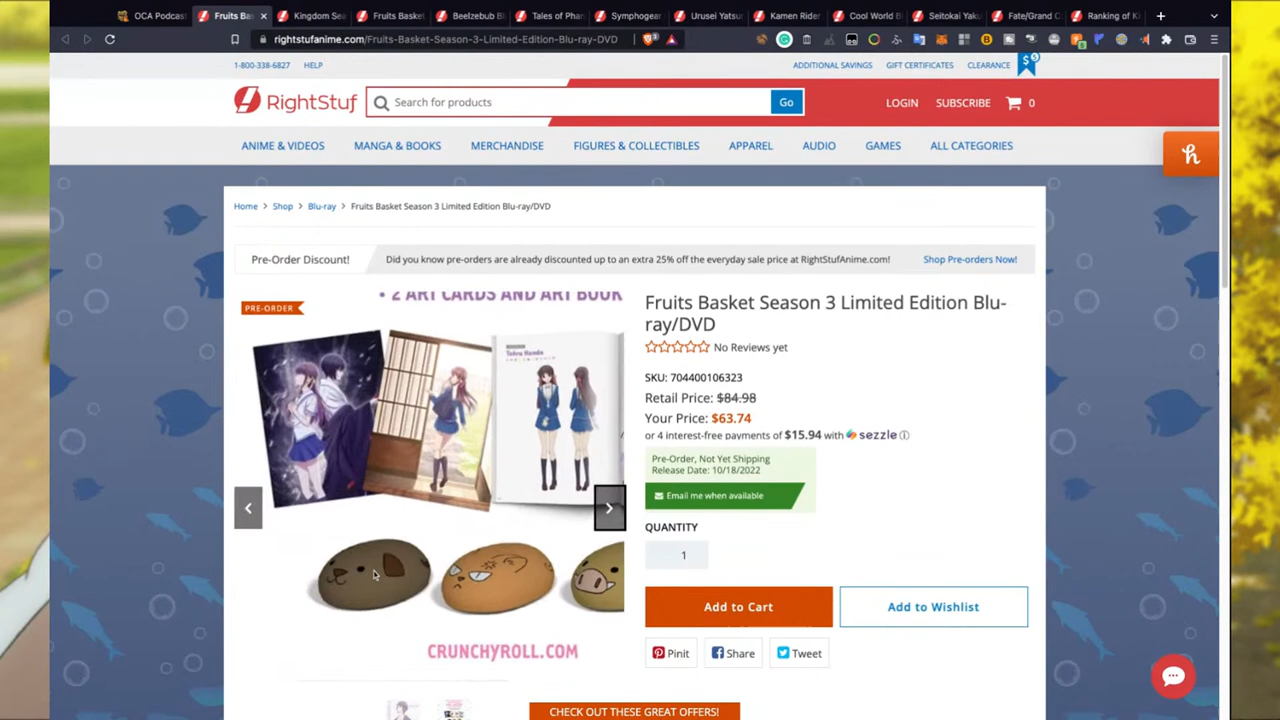 OCA Podcast
Fruits Bas
Kingdom Sea
Fruits Basket
Beelzebub Bl
Tales of Phan
Symphogear
Urusei Yatsu
Kamen Rider
Cool World B
Seitokai Yaku
Fate/Grand O
Ranking of Ki
rightstufanime.com/Fruits-Basket-Season-3-Limited-Edition-Blu-ray-DVD
1-800-338-6827 HELP
ADDITIONAL SAVINGS GIFT CERTIFICATES CLEARANCE
RightStuf
Search for products
Go
LOGIN SUBSCRIBE 0
ANIME & VIDEOS MANGA & BOOKS MERCHANDISE FIGURES & COLLECTIBLES APPAREL AUDIO GAMES ALL CATEGORIES
Home > Shop > Blu-ray > Fruits Basket Season 3 Limited Edition Blu-ray/DVD
Pre-Order Discount!
Did you know pre-orders are already discounted up to an extra 25% off the everyday sale price at RightStufAnime.com!
Shop Pre-orders Now!
PRE-ORDER
• 2 ART CARDS AND ART BOOK
Tohru Honda
CRUNCHYROLL.COM
Fruits Basket Season 3 Limited Edition Blu-
ray/DVD
No Reviews yet
SKU: 704400106323
Retail Price: $84.98
Your Price: $63.74
or 4 interest-free payments of $15.94 with sezzle
Pre-Order, Not Yet Shipping
Release Date: 10/18/2022
Email me when available
QUANTITY
1
Add to Cart
Add to Wishlist
Pinit
Share
Tweet
CHECK OUT THESE GREAT OFFERS!